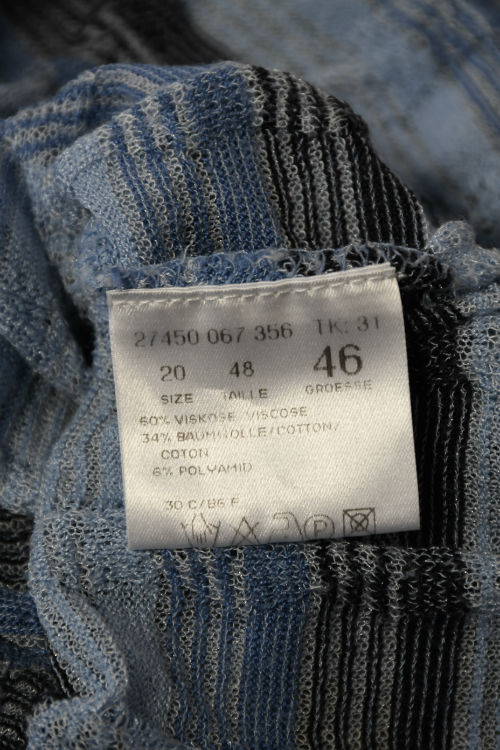 27450 067 356 TK: 31
20 48 46
SIZE TAILLE GROESSE
60% VISKOSE/VISCOSE
34% BAUMWOLLE/COTTON/
COTON
6% POLYAMID
30 C/86 F